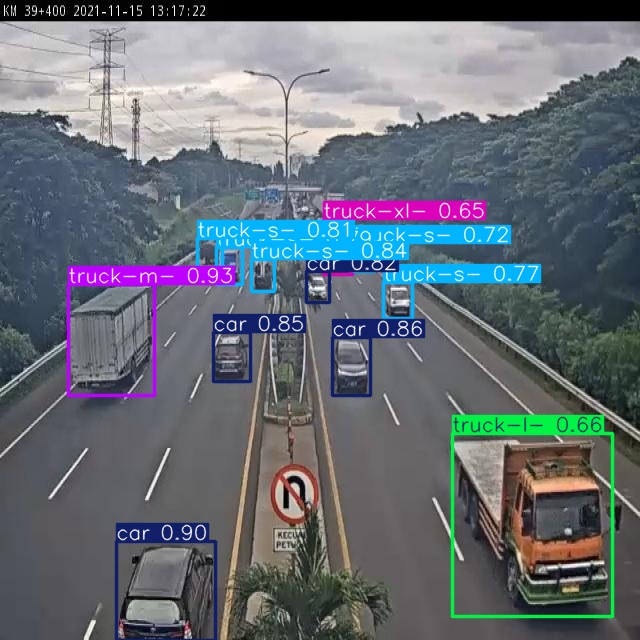 KM 39+400 2021-11-15 13:17:22
truck-xl- 0.65
truck-s- 0.81
truck-s- 0.72
truck-s- 0.84
car 0.82
truck-m- 0.93
truck-s- 0.77
car 0.85
car 0.86
truck-l- 0.66
KECUALI
PETUGAS
car 0.90